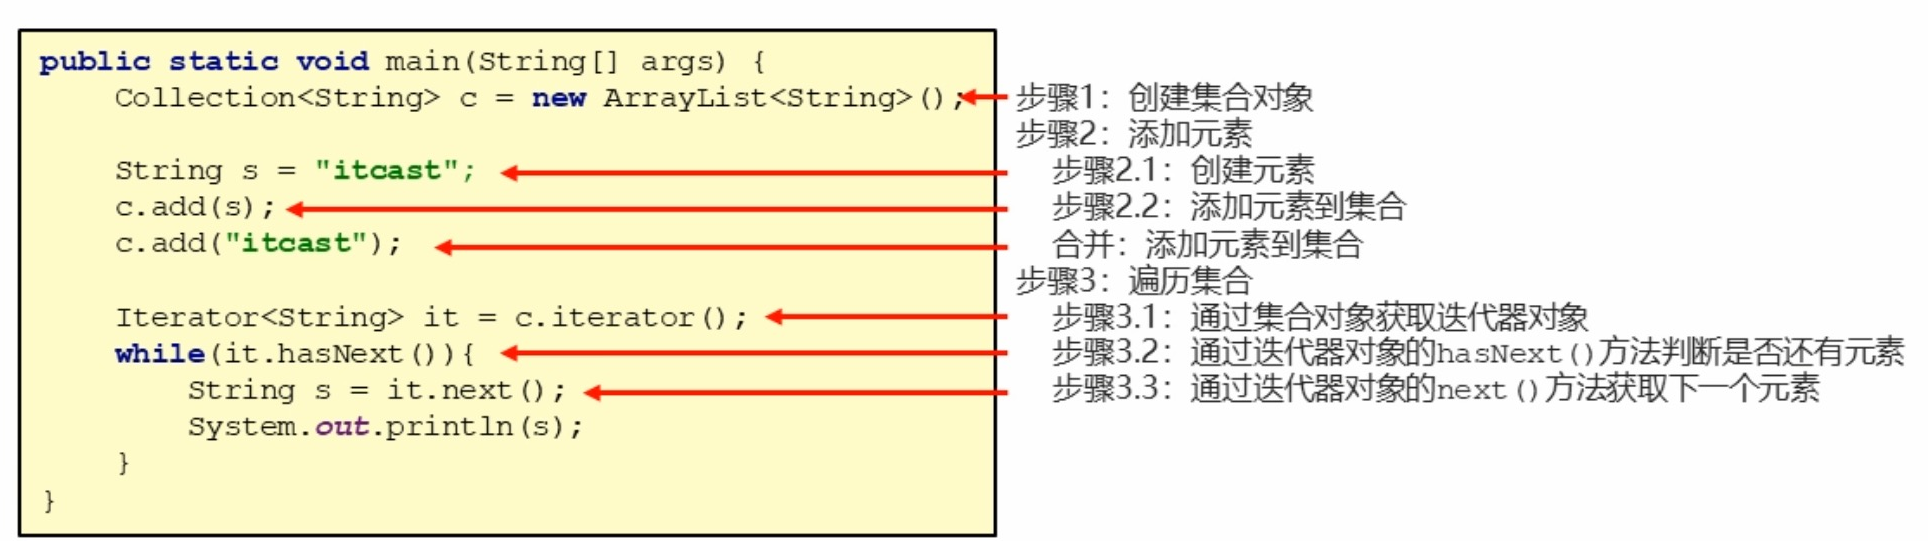 public static void main(String[] args) {
Collection<String> c = new ArrayList<String>();
步骤1：创建集合对象
步骤2：添加元素
String s = "itcast";
步骤2.1：创建元素
c.add(s);
步骤2.2：添加元素到集合
c.add("itcast");
合并：添加元素到集合
步骤3：遍历集合
Iterator<String> it = c.iterator();
步骤3.1：通过集合对象获取迭代器对象
while(it.hasNext()){
步骤3.2：通过迭代器对象的hasNext()方法判断是否还有元素
String s = it.next();
步骤3.3：通过迭代器对象的next()方法获取下一个元素
System.out.println(s);
}
}